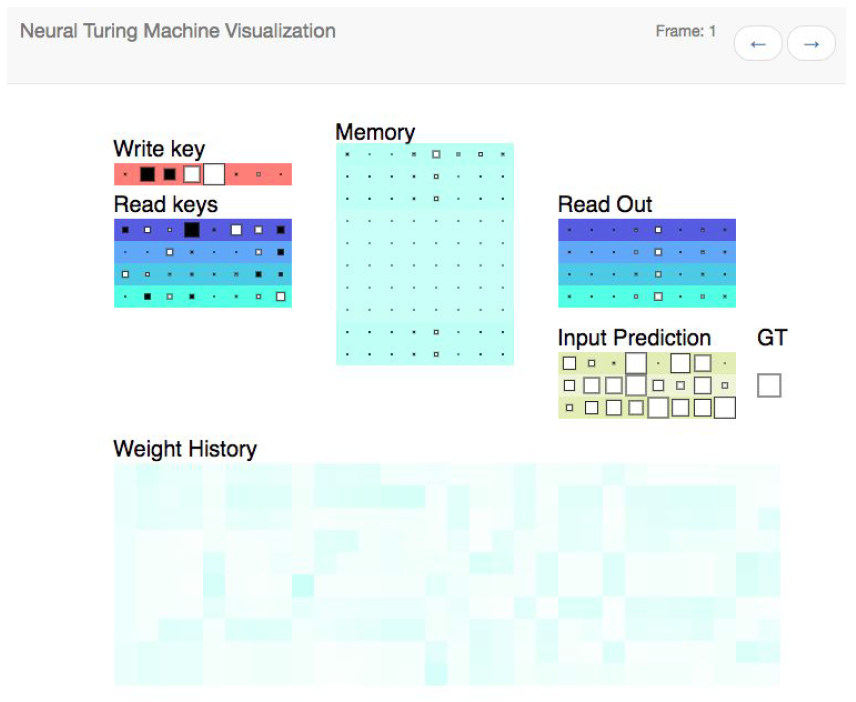 Neural Turing Machine Visualization
Frame: 1
← →
Write key
Memory
Read keys
Read Out
Input Prediction
GT
Weight History